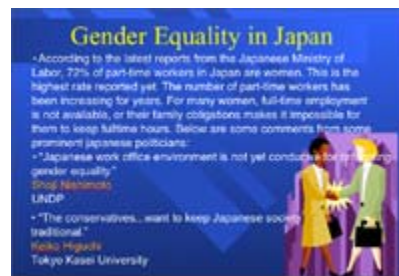 Gender Equality in Japan
•According to the latest reports from the Japanese Ministry of
Labor, 72% of part-time workers in Japan are women. This is the
highest rate reported yet. The number of part-time workers has
been increasing for years. For many women, full-time employment
is not available, or their family obligations makes it impossible for
them to keep fulltime hours. Below are some comments from some
prominent japanese politicians:
•"Japanese work office environment is not yet conducive for
gender equality."
Shoji Nishimoto
UNDP
• "The conservatives...want to keep Japanese society
traditional."
Keiko Higuchi
Tokyo Kasei University